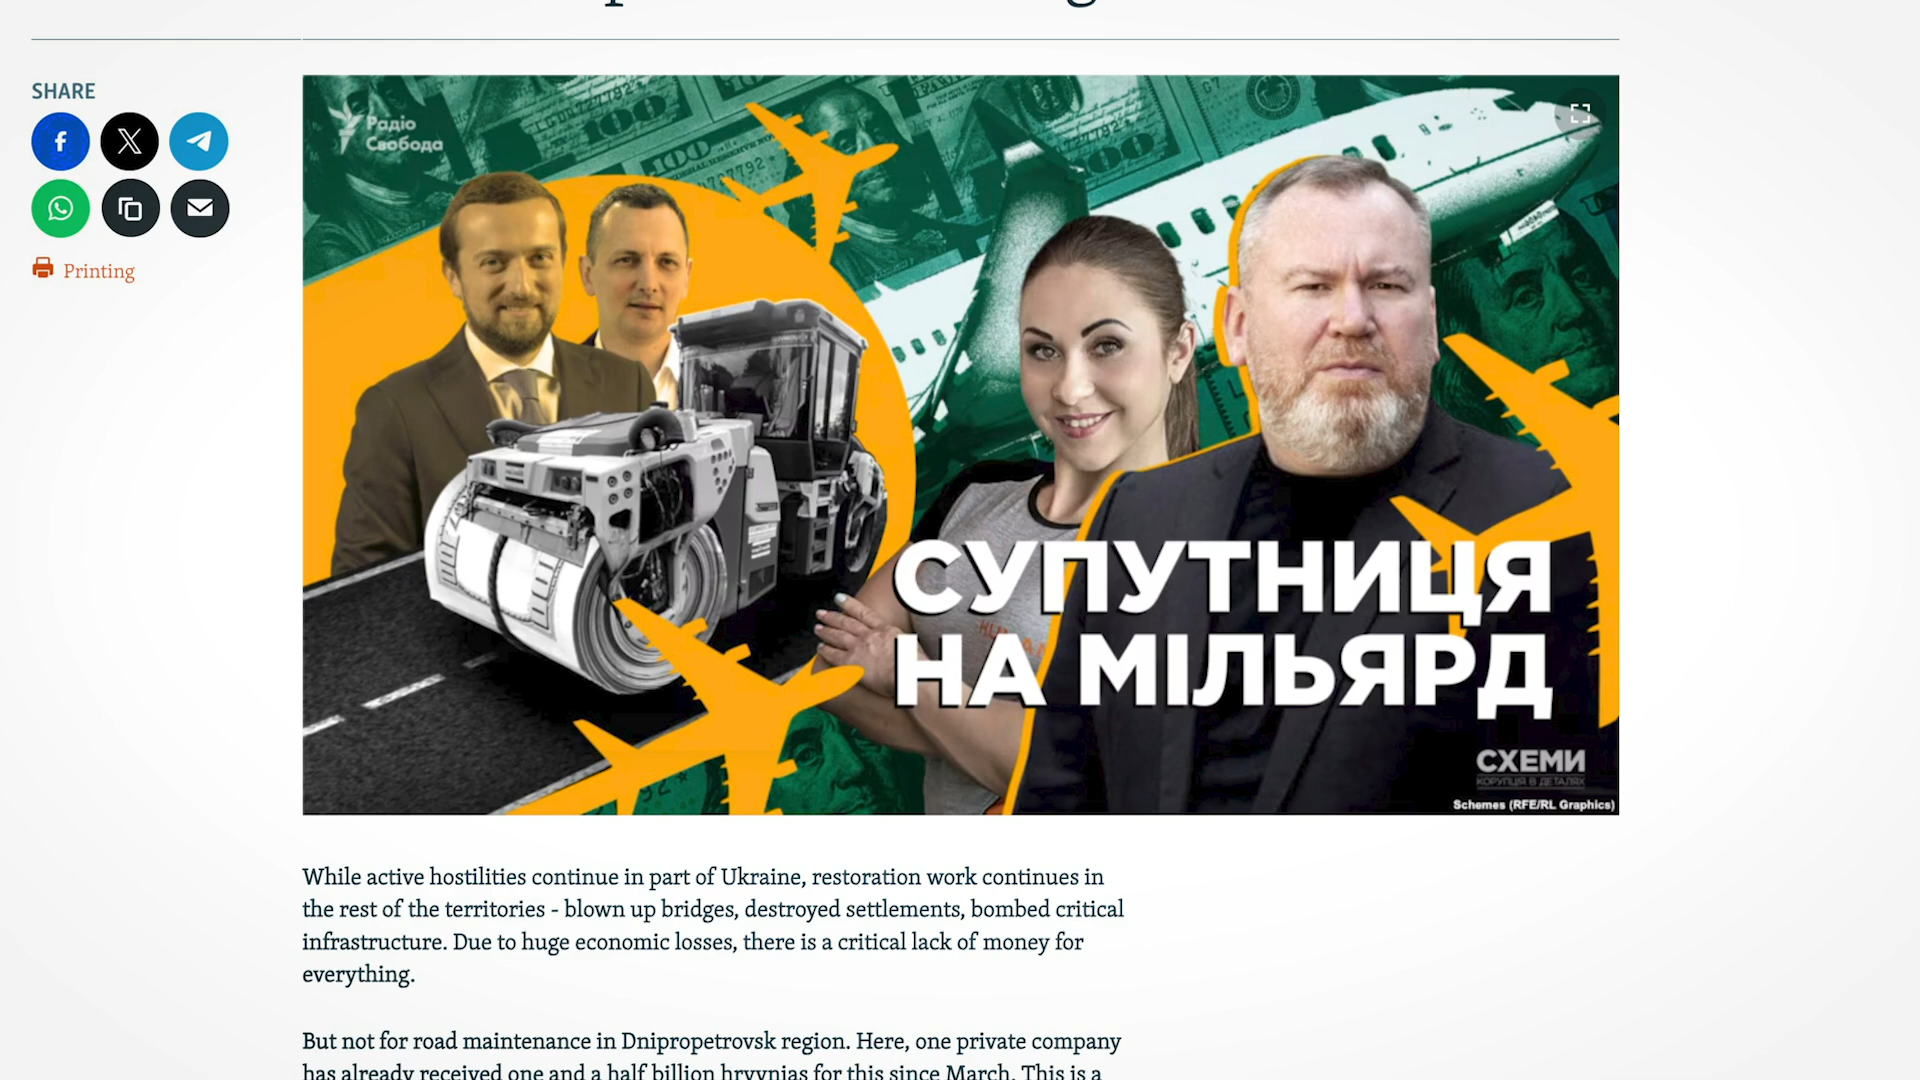 SHARE
Printing
Радіо
Свобода
СУПУТНИЦЯ
НА МІЛЬЯРД
СХЕМИ
КОРУПЦІЯ В ДЕТАЛЯХ
Schemes (RFE/RL Graphics)
While active hostilities continue in part of Ukraine, restoration work continues in
the rest of the territories - blown up bridges, destroyed settlements, bombed critical
infrastructure. Due to huge economic losses, there is a critical lack of money for
everything.
But not for road maintenance in Dnipropetrovsk region. Here, one private company
has already received one and a half billion hryvnias for this since March. This is a